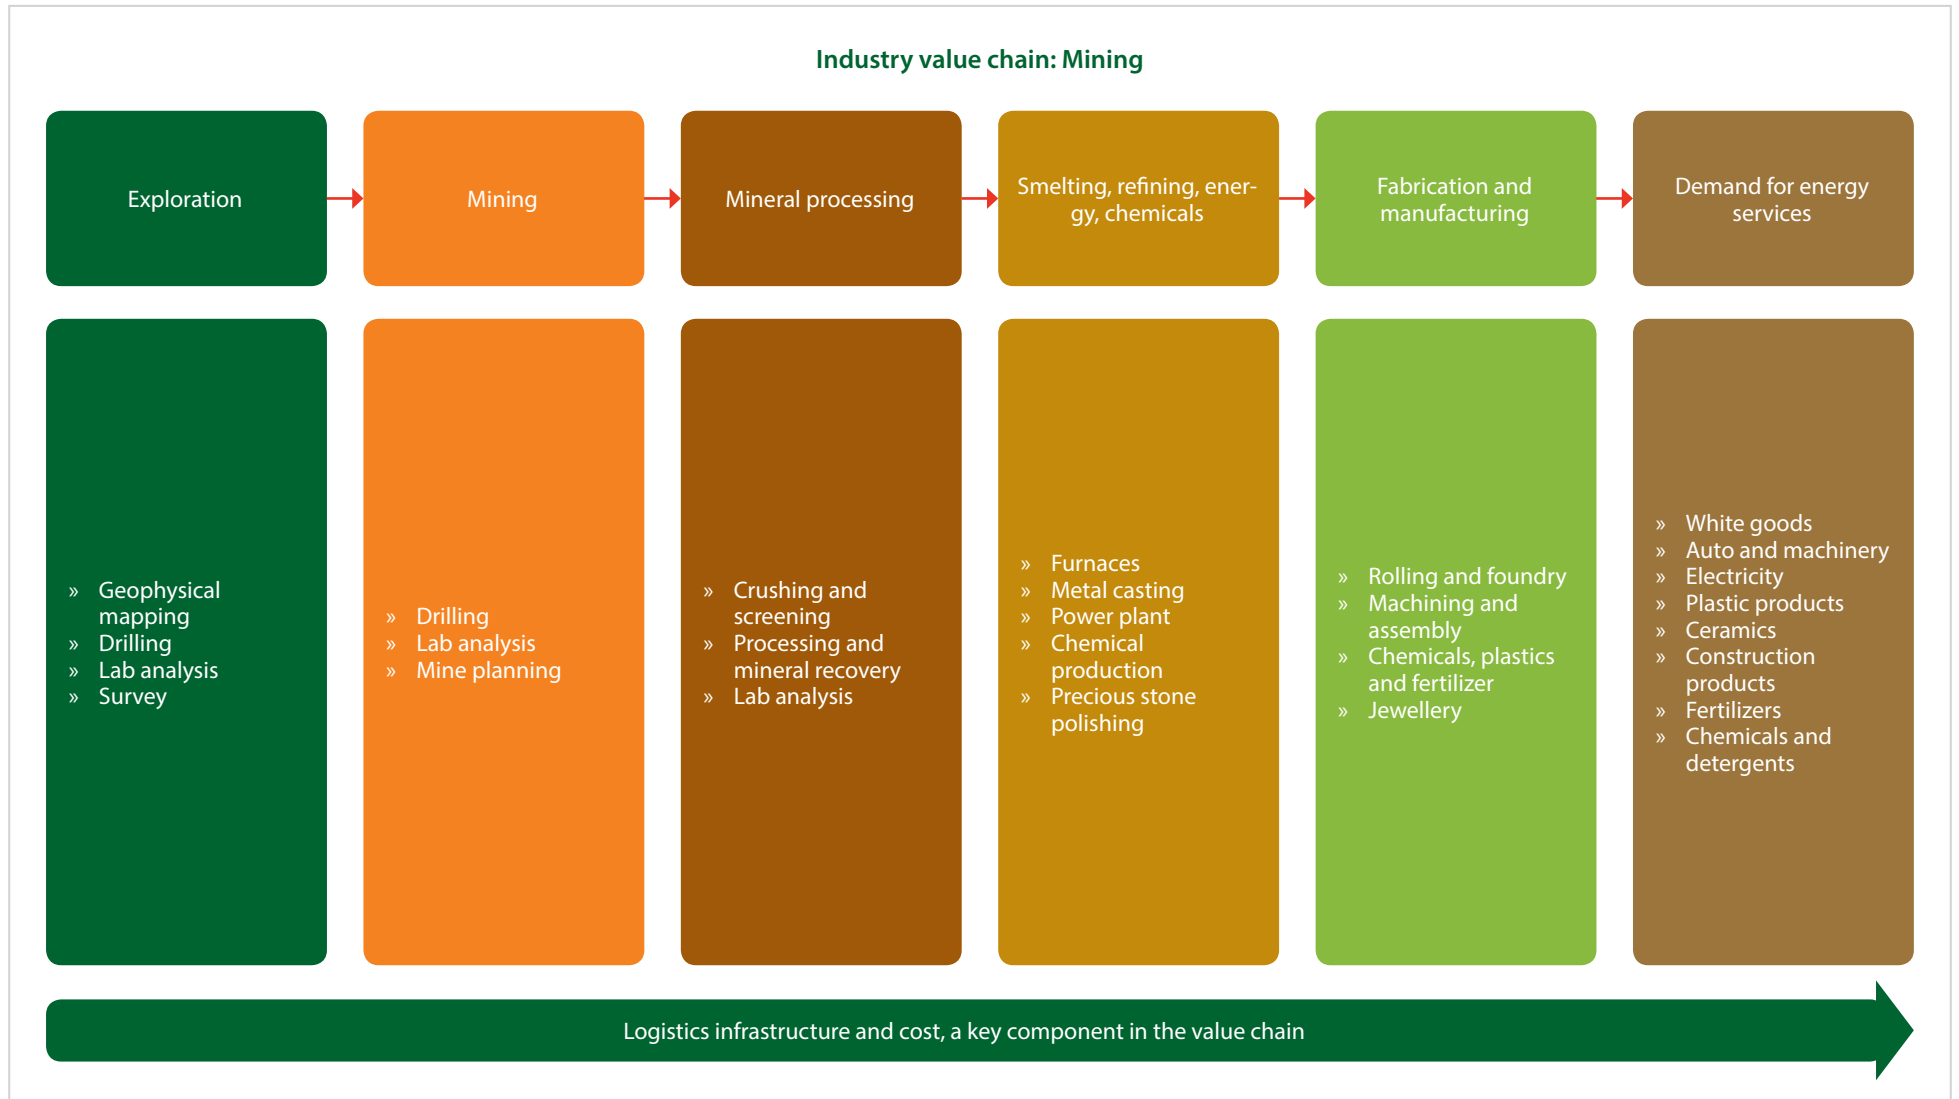 Industry value chain: Mining
Exploration
Mining
Mineral processing
Smelting, refining, ener-
gy, chemicals
Fabrication and
manufacturing
Demand for energy
services
» Geophysical
mapping
» Drilling
» Lab analysis
» Survey
» Drilling
» Lab analysis
» Mine planning
» Crushing and
screening
» Processing and
mineral recovery
» Lab analysis
» Furnaces
» Metal casting
» Power plant
» Chemical
production
» Precious stone
polishing
» Rolling and foundry
» Machining and
assembly
» Chemicals, plastics
and fertilizer
» Jewellery
» White goods
» Auto and machinery
» Electricity
» Plastic products
» Ceramics
» Construction
products
» Fertilizers
» Chemicals and
detergents
Logistics infrastructure and cost, a key component in the value chain